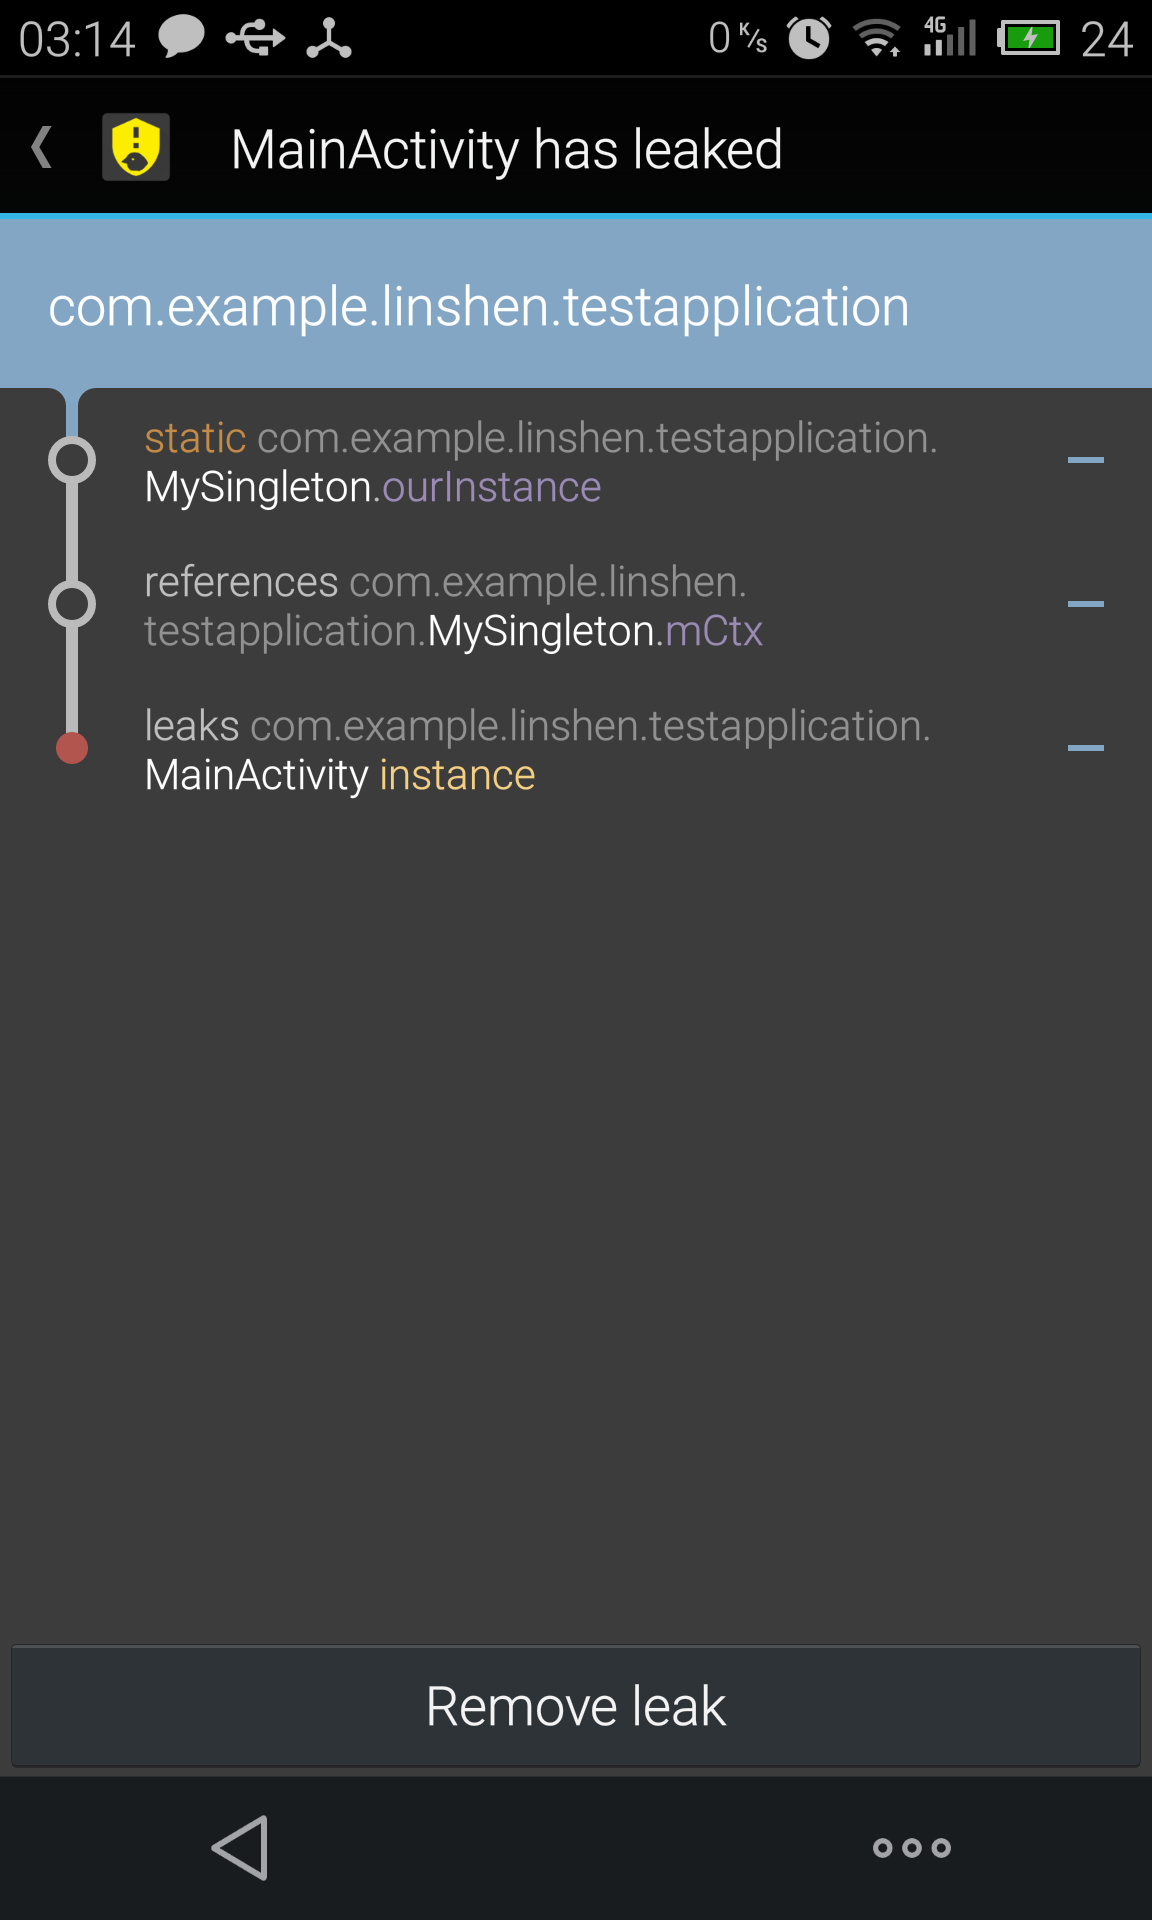 03:14 0 K/s 4G 24
MainActivity has leaked
com.example.linshen.testapplication
static com.example.linshen.testapplication.
MySingleton.ourInstance
references com.example.linshen.
testapplication.MySingleton.mCtx
leaks com.example.linshen.testapplication.
MainActivity instance
Remove leak